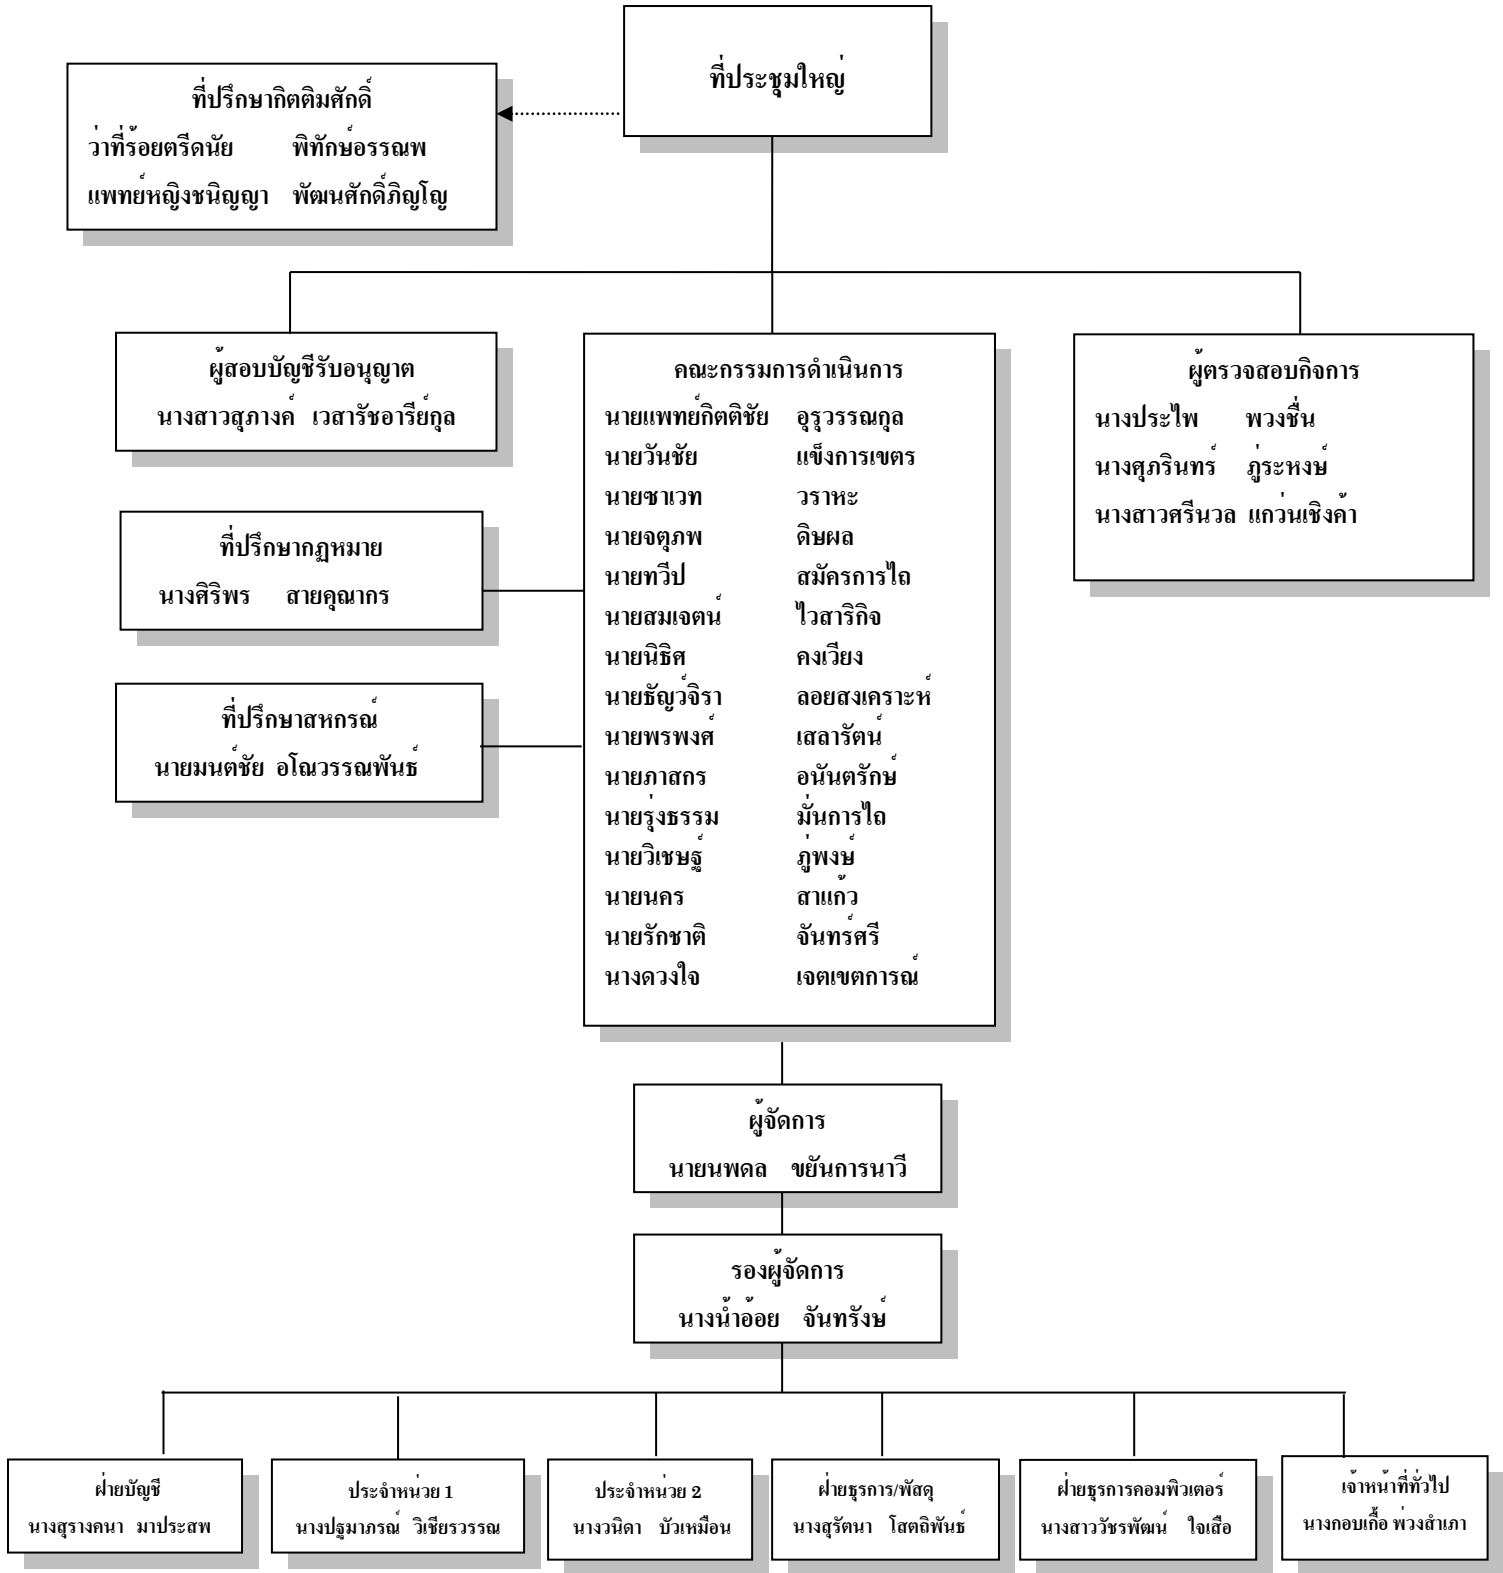 ที่ประชุมใหญ่
ที่ปรึกษากิตติมศักดิ์
ว่าที่ร้อยตรีดนัย พิทักษ์อรรณพ
แพทย์หญิงชนิญญา พัฒนศักดิ์ภิญโญ
ผู้สอบบัญชีรับอนุญาต
นางสาวสุภางค์ เวสารัชอารีย์กุล
ที่ปรึกษากฏหมาย
นางศิริพร สายคุณากร
ที่ปรึกษาสหกรณ์
นายมนต์ชัย อโณวรรณพันธ์
คณะกรรมการดำเนินการ
นายแพทย์กิตติชัย อุรุวรรณกุล
นายวันชัย แข็งการเขตร
นายซาเวท วราหะ
นายจตุภพ ดิษผล
นายทวีป สมัครการไถ
นายสมเจตน์ ไวสาริกิจ
นายนิธิศ คงเวียง
นายธัญว์จิรา ลอยสงเคราะห์
นายพรพงศ์ เสลารัตน์
นายภาสกร อนันตรักษ์
นายรุ่งธรรม มั่นการไถ
นายวิเชษฐ์ ภู่พงษ์
นายนคร สาแก้ว
นายรักชาติ จันทร์ศรี
นางดวงใจ เจตเขตการณ์
ผู้ตรวจสอบกิจการ
นางประไพ พวงชื่น
นางศุภรินทร์ ภู่ระหงษ์
นางสาวศรีนวล แกว่นเชิงค้า
ผู้จัดการ
นายนพดล ขยันการนาวี
รองผู้จัดการ
นางน้ำอ้อย จันทรังษ์
ฝ่ายบัญชี
นางสุรางคนา มาประสพ
ประจำหน่วย 1
นางปฐมาภรณ์ วิเชียรวรรณ
ประจำหน่วย 2
นางวนิดา บัวเหมือน
ฝ่ายธุรการ/พัสดุ
นางสุรัตนา โสตถิพันธ์
ฝ่ายธุรการคอมพิวเตอร์
นางสาววัชรพัฒน์ ใจเสือ
เจ้าหน้าที่ทั่วไป
นางกอบเกื้อ พ่วงสำเภา